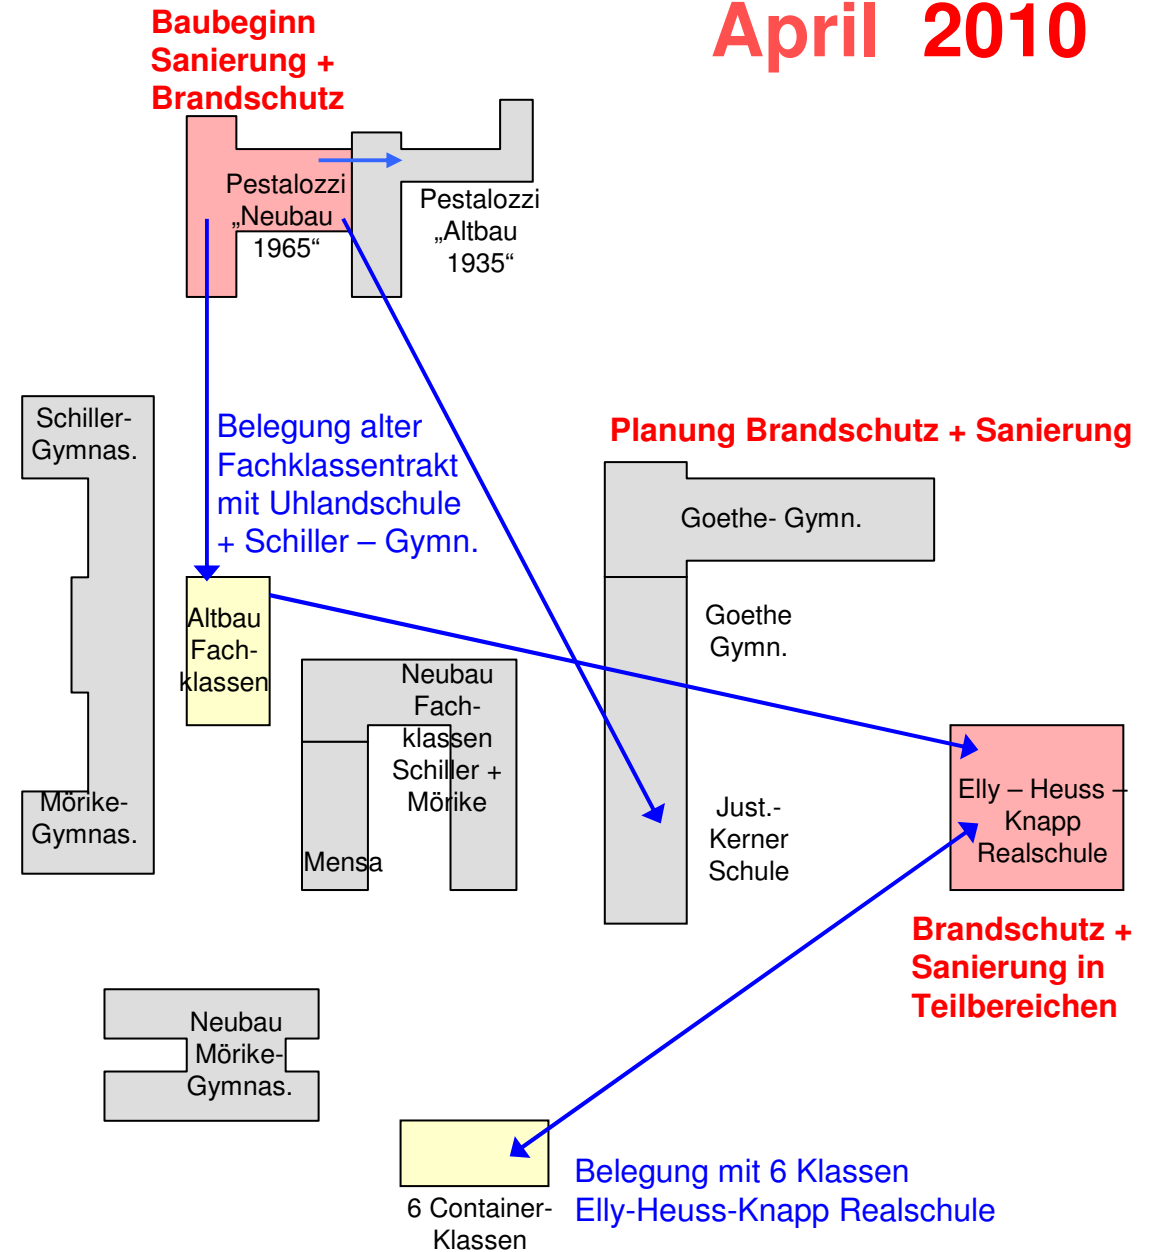 April 2010
Baubeginn
Sanierung +
Brandschutz
Pestalozzi
„Neubau
1965“
Pestalozzi
„Altbau
1935“
Schiller-
Gymnas.
Belegung alter
Fachklassentrakt
mit Uhlandschule
+ Schiller – Gymn.
Planung Brandschutz + Sanierung
Goethe- Gymn.
Altbau
Fach-
klassen
Goethe
Gymn.
Neubau
Fach-
klassen
Schiller +
Mörike
Mörike-
Gymnas.
Mensa
Just.-
Kerner
Schule
Elly – Heuss –
Knapp
Realschule
Brandschutz +
Sanierung in
Teilbereichen
Neubau
Mörike-
Gymnas.
6 Container-
Klassen
Belegung mit 6 Klassen
Elly-Heuss-Knapp Realschule